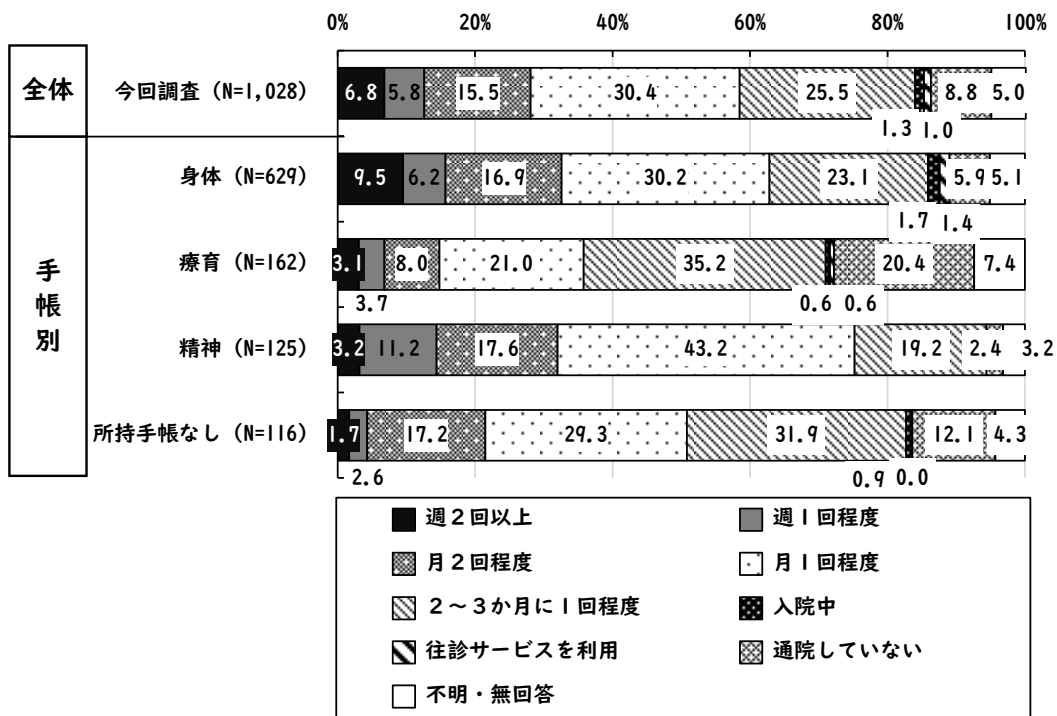 0% 20% 40% 60% 80% 100%
全体
今回調査 (N=1,028)
6.8 5.8 15.5 30.4 25.5 8.8 5.0
1.3 1.0
手帳別
身体 (N=629)
9.5 6.2 16.9 30.2 23.1 5.9 5.1
1.7 1.4
療育 (N=162)
3.1 8.0 21.0 35.2 20.4 7.4
3.7 0.6 0.6
精神 (N=125)
3.2 11.2 17.6 43.2 19.2 2.4 3.2
所持手帳なし (N=116)
1.7 17.2 29.3 31.9 12.1 4.3
2.6 0.9 0.0
週2回以上 週1回程度
月2回程度 月1回程度
2～3か月に1回程度 入院中
往診サービスを利用 通院していない
不明・無回答